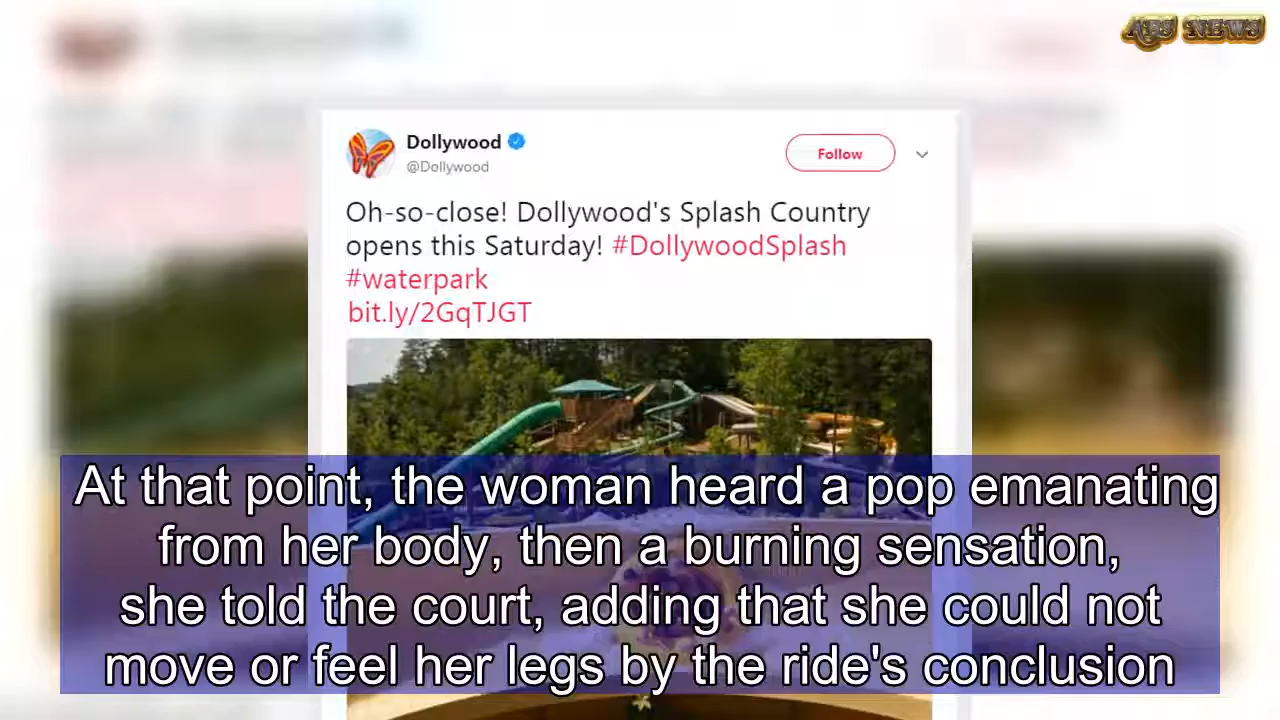 ABS NEWS
Dollywood
@Dollywood
Follow
Oh-so-close! Dollywood's Splash Country
opens this Saturday! #DollywoodSplash
#waterpark
bit.ly/2GqTJGT
At that point, the woman heard a pop emanating
from her body, then a burning sensation,
she told the court, adding that she could not
move or feel her legs by the ride's conclusion